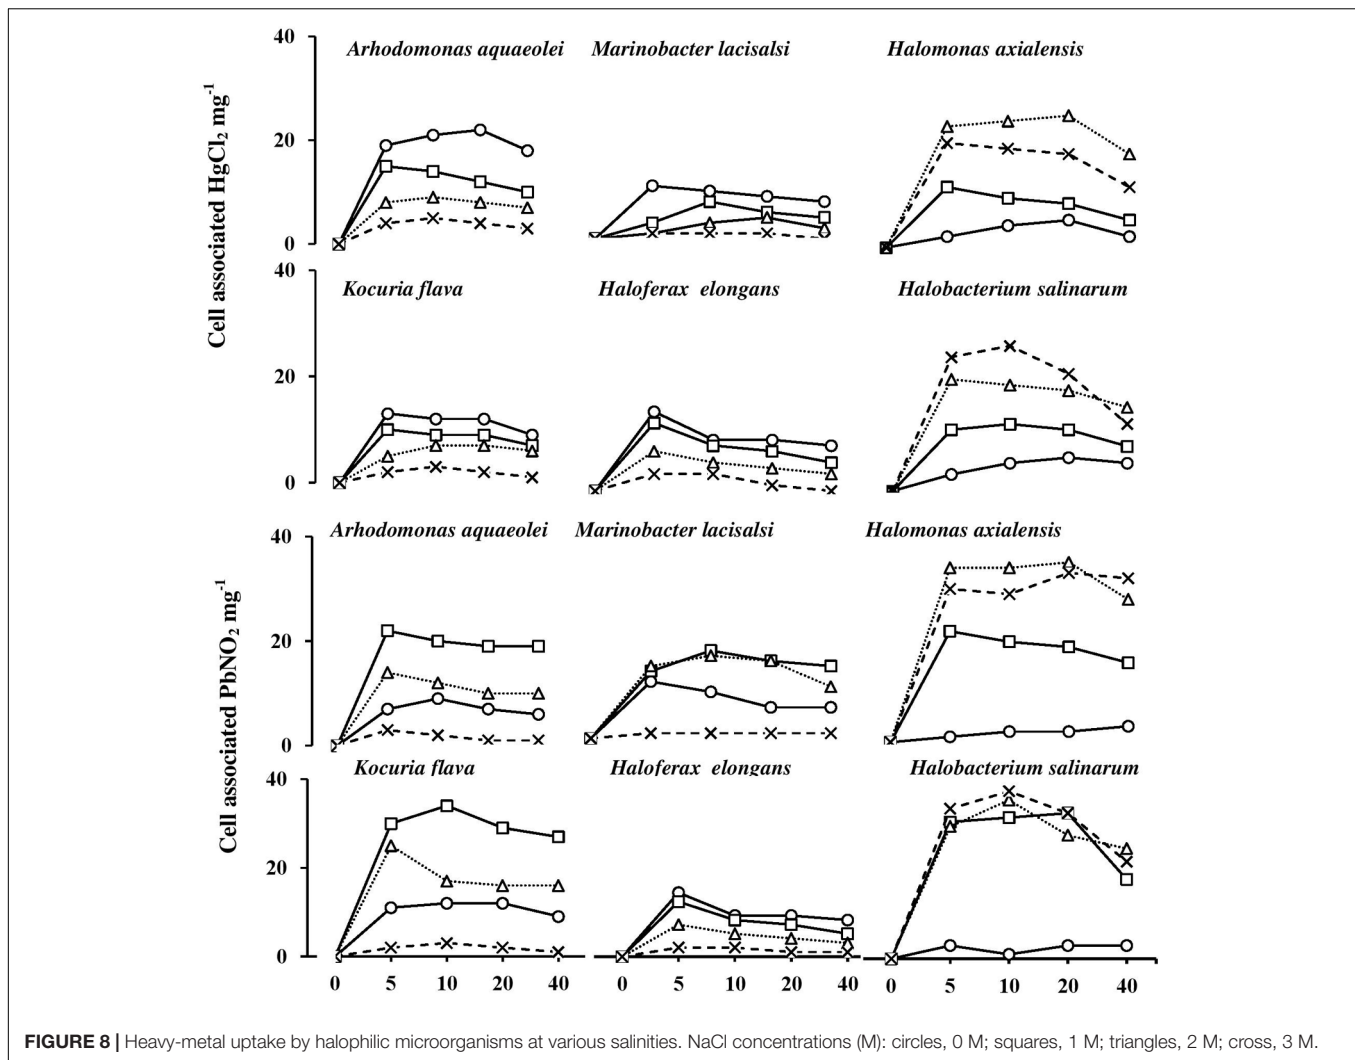 40
Arhodomonas aquaeolei Marinobacter lacisalsi Halomonas axialensis
20
0
Cell associated HgCl2 mg-1
40
Kocuria flava Haloferax elongans Halobacterium salinarum
20
0
Arhodomonas aquaeolei Marinobacter lacisalsi Halomonas axialensis
40
20
0
Cell associated PbNO2 mg-1
Kocuria flava Haloferax elongans Halobacterium salinarum
40
20
0
0 5 10 20 40 0 5 10 20 40 0 5 10 20 40
FIGURE 8 | Heavy-metal uptake by halophilic microorganisms at various salinities. NaCl concentrations (M): circles, 0 M; squares, 1 M; triangles, 2 M; cross, 3 M.